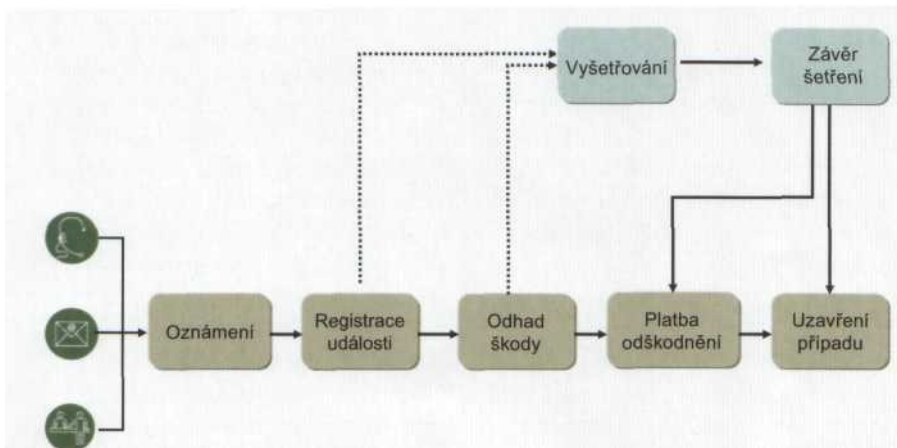 Vyšetřování
Závěr
šetření
Oznámení
Registrace
události
Odhad
škody
Platba
odškodnění
Uzavření
případu